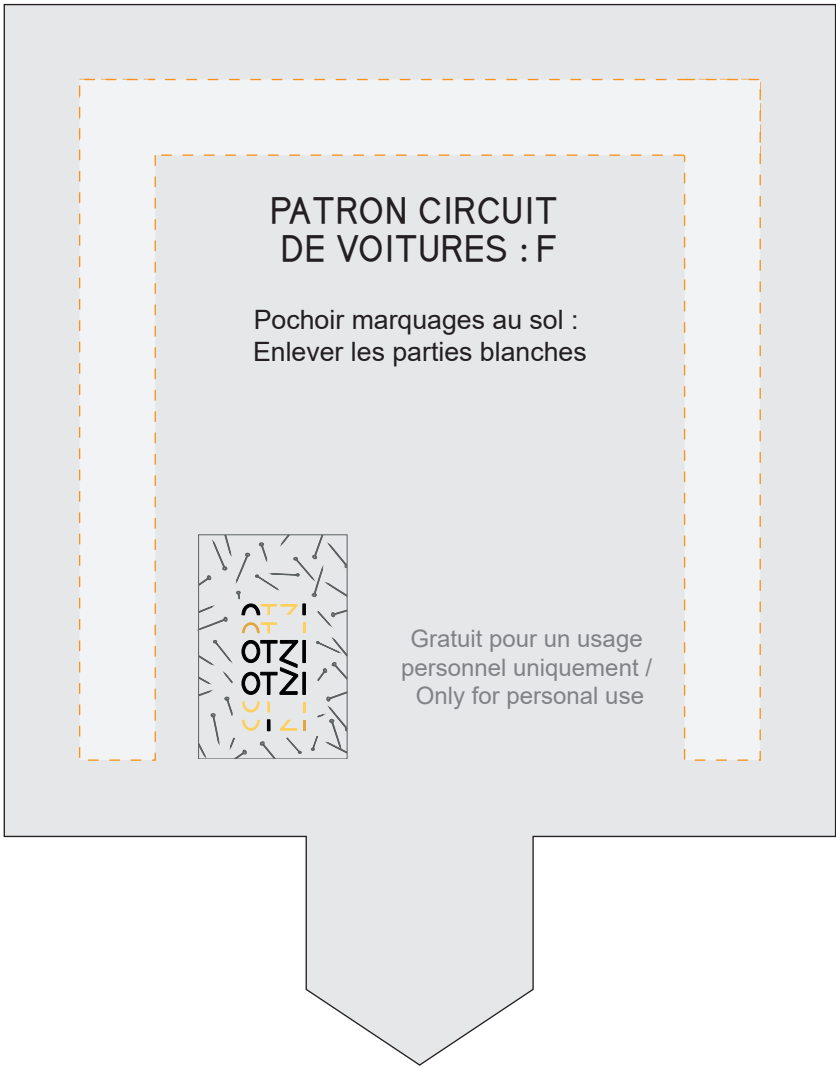 PATRON CIRCUIT
DE VOITURES : F
Pochoir marquages au sol :
Enlever les parties blanches
OTZI
OTZI
Gratuit pour un usage
personnel uniquement /
Only for personal use